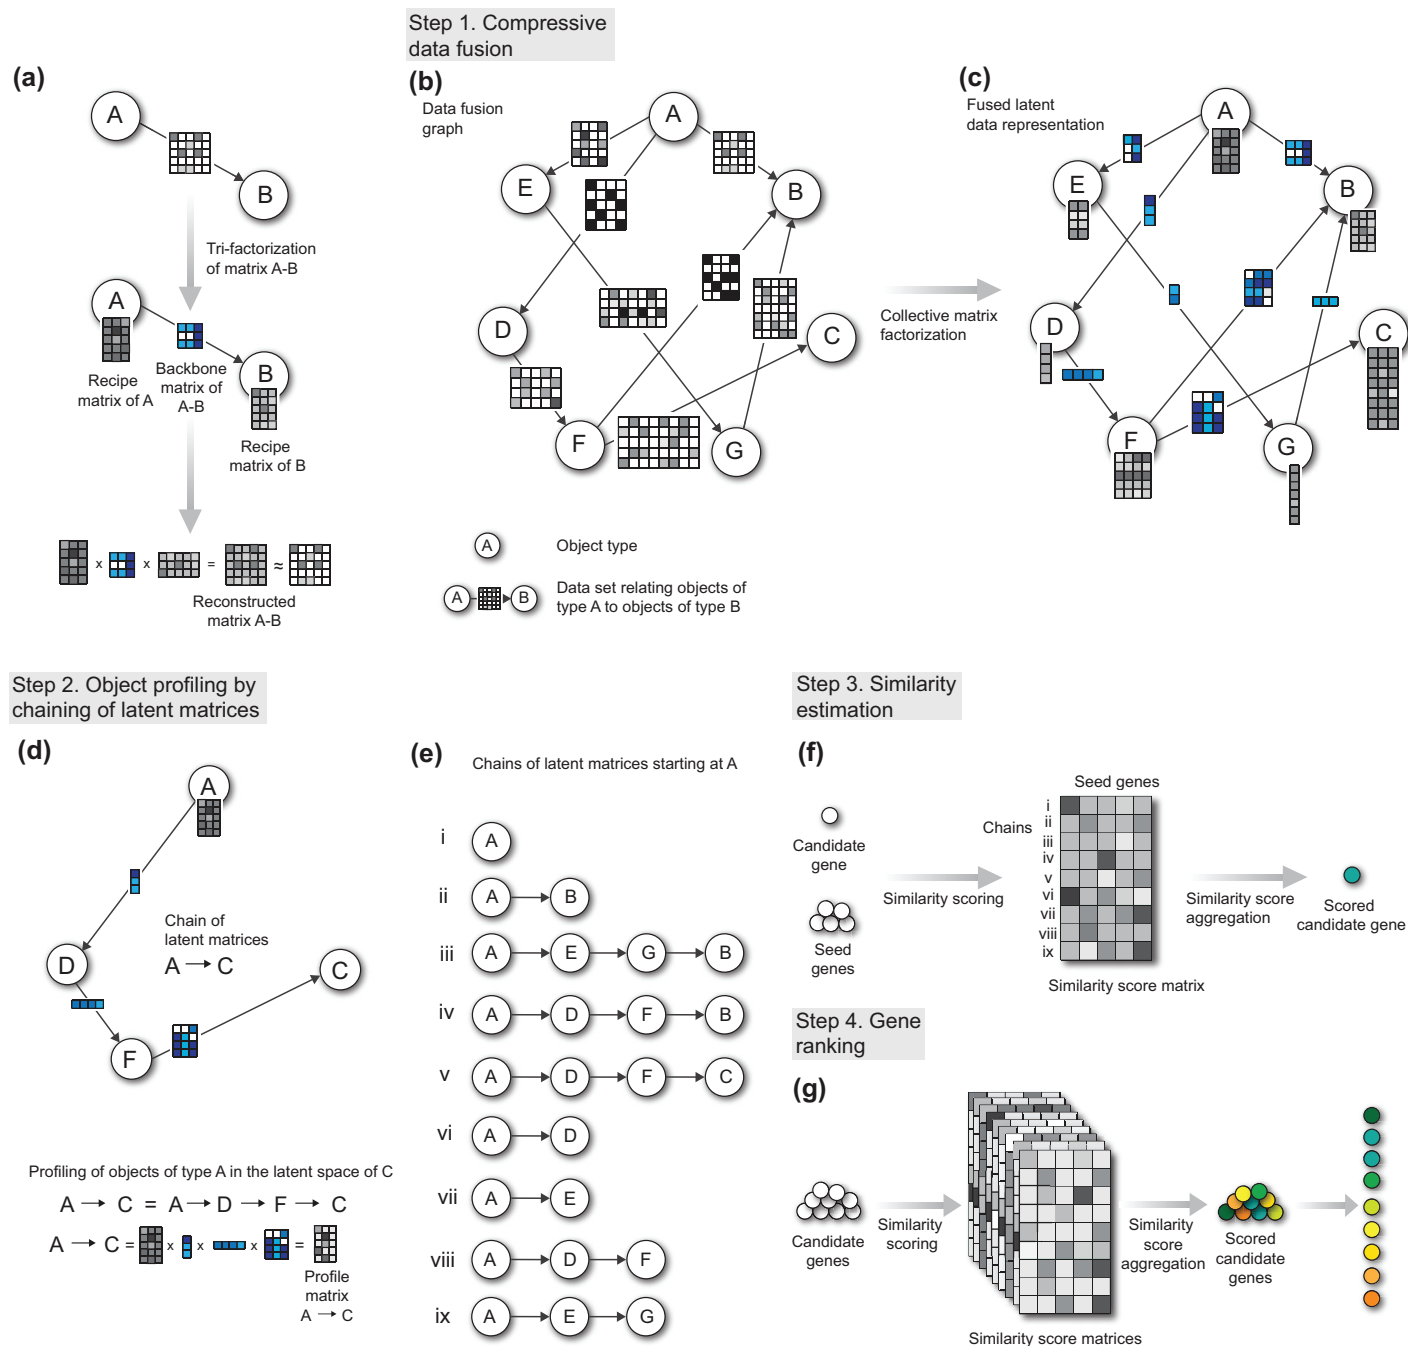 Step 1. Compressive
data fusion
(a)
A
B
Tri-factorization
of matrix A-B
A
B
Recipe
matrix of A
Backbone
matrix of
A-B
Recipe
matrix of B
x
x
=
≈
Reconstructed
matrix A-B
(b)
Data fusion
graph
A
E
B
D
C
F
G
A
Object type
A
B
Data set relating objects of
type A to objects of type B
Collective matrix
factorization
(c)
Fused latent
data representation
A
E
B
D
C
F
G
Step 2. Object profiling by
chaining of latent matrices
(d)
A
Chain of
latent matrices
A → C
D
C
F
Profiling of objects of type A in the latent space of C
A → C = A → D → F → C
A → C = x x x =
Profile
matrix
A → C
(e)
Chains of latent matrices starting at A
i A
ii A B
iii A E G B
iv A D F B
v A D F C
vi A D
vii A E
viii A D F
ix A E G
Step 3. Similarity
estimation
(f)
Candidate
gene
Seed
genes
Similarity scoring
Seed genes
Chains
i
ii
iii
iv
v
vi
vii
viii
ix
Similarity score matrix
Similarity score
aggregation
Scored
candidate gene
Step 4. Gene
ranking
(g)
Candidate
genes
Similarity
scoring
Similarity score matrices
Similarity
score
aggregation
Scored
candidate
genes